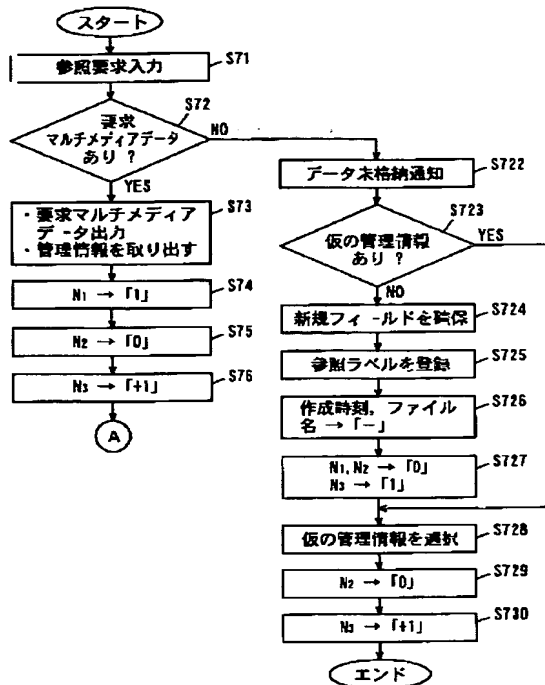 スタート
参照要求入力
S71
要求
マルチメディアデータ
あり ?
S72
NO
YES
・要求マルチメディア
データ出力
・管理情報を取り出す
S73
N₁ → 「1」
S74
N₂ → 「0」
S75
N₃ → 「+1」
S76
A
データ未格納通知
S722
仮の管理情報
あり ?
S723
YES
NO
新規フィールドを確保
S724
参照ラベルを登録
S725
作成時刻, ファイル
名 → 「-」
S726
N₁, N₂ → 「0」
N₃ → 「1」
S727
仮の管理情報を選択
S728
N₂ → 「0」
S729
N₃ → 「+1」
S730
エンド